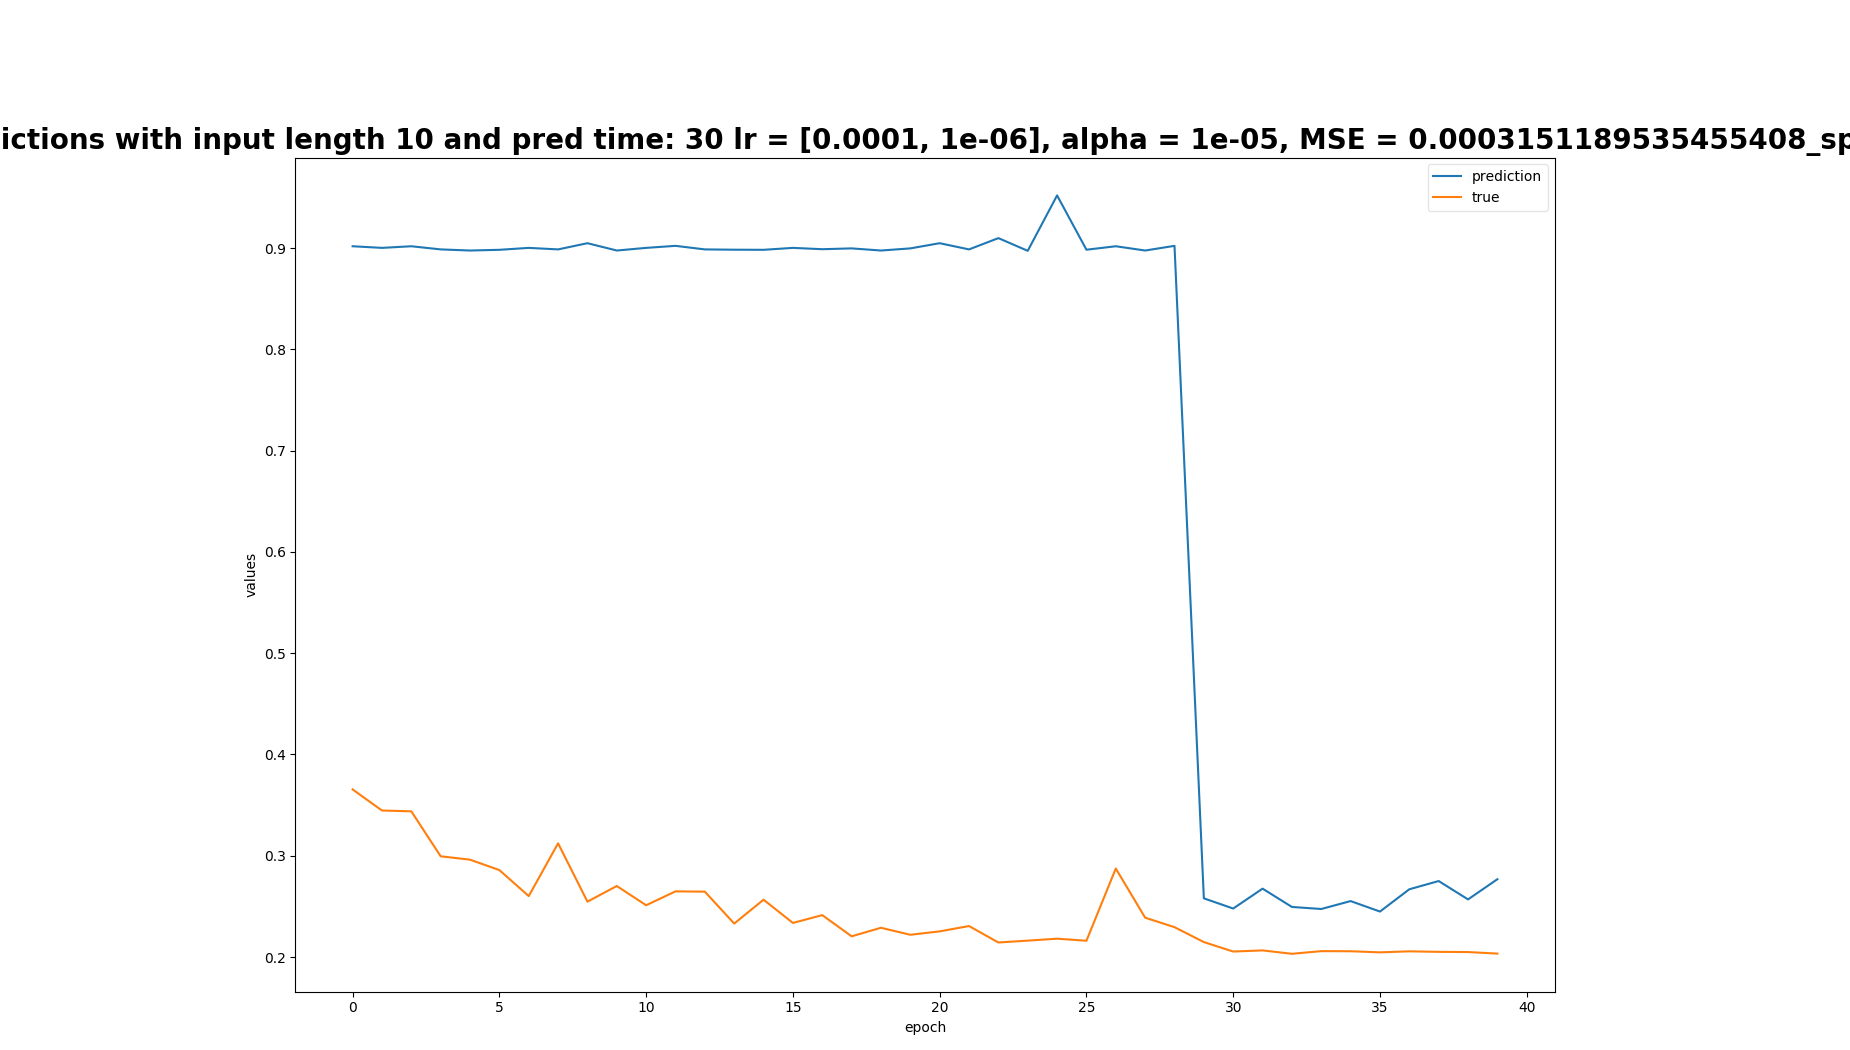 ictions with input length 10 and pred time: 30 lr = [0.0001, 1e-06], alpha = 1e-05, MSE = 0.0003151189535455408_sp
prediction
true
0.9
0.8
0.7
0.6
0.5
0.4
0.3
0.2
values
0 5 10 15 20 25 30 35 40
epoch